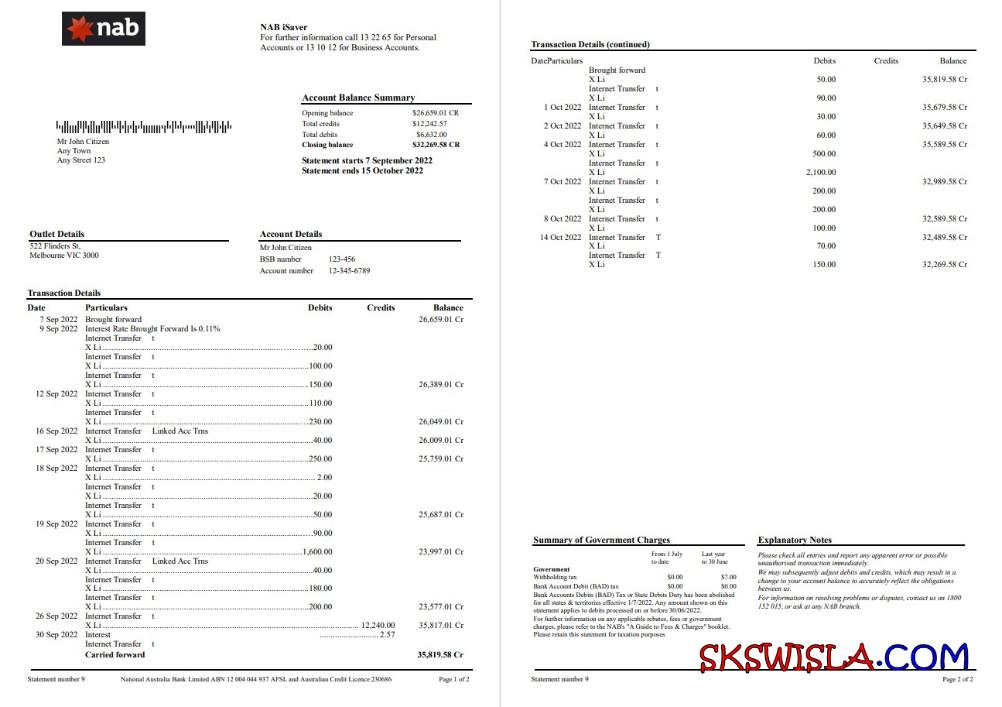 nab
NAB iSaver
For further information call 13 22 65 for Personal
Accounts or 13 10 12 for Business Accounts.
Account Balance Summary
Opening balance $26,659.01 CR
Total credits $12,242.57
Total debits $6,632.00
Closing balance $32,269.58 CR
Statement starts 7 September 2022
Statement ends 15 October 2022
Mr John Citizen
Any Town
Any Street 123
Outlet Details
522 Flinders St,
Melbourne VIC 3000
Account Details
Mr John Citizen
BSB number 123-456
Account number 12-345-6789
Transaction Details
Date Particulars Debits Credits Balance
7 Sep 2022 Brought forward 26,659.01 Cr
9 Sep 2022 Interest Rate Brought Forward Is 0.11%
Internet Transfer t
X Li 20.00
Internet Transfer t
X Li 100.00
Internet Transfer t
X Li 150.00 26,389.01 Cr
12 Sep 2022 Internet Transfer t
X Li 110.00
Internet Transfer t
X Li 230.00 26,049.01 Cr
16 Sep 2022 Internet Transfer Linked Acc Trns
X Li 40.00 26,009.01 Cr
17 Sep 2022 Internet Transfer t
X Li 250.00 25,759.01 Cr
18 Sep 2022 Internet Transfer t
X Li 2.00
Internet Transfer t
X Li 20.00
Internet Transfer t
X Li 50.00 25,687.01 Cr
19 Sep 2022 Internet Transfer t
X Li 90.00
Internet Transfer t
X Li 1,600.00 23,997.01 Cr
20 Sep 2022 Internet Transfer Linked Acc Trns
X Li 40.00
Internet Transfer t
X Li 180.00
Internet Transfer t
X Li 200.00 23,577.01 Cr
26 Sep 2022 Internet Transfer t
X Li 12,240.00 35,817.01 Cr
30 Sep 2022 Interest 2.57
Internet Transfer t
Carried forward 35,819.58 Cr
Statement number 9 National Australia Bank Limited ABN 12 004 044 937 AFSL and Australian Credit Licence 230686 Page 1 of 2
Transaction Details (continued)
DateParticulars Debits Credits Balance
Brought forward
X Li 50.00 35,819.58 Cr
Internet Transfer t
X Li 90.00
1 Oct 2022 Internet Transfer t 35,679.58 Cr
X Li 30.00
2 Oct 2022 Internet Transfer t 35,649.58 Cr
X Li 60.00
4 Oct 2022 Internet Transfer t 35,589.58 Cr
X Li 500.00
Internet Transfer t
X Li 2,100.00
7 Oct 2022 Internet Transfer t 32,989.58 Cr
X Li 200.00
Internet Transfer t
X Li 200.00
8 Oct 2022 Internet Transfer t 32,589.58 Cr
X Li 100.00
14 Oct 2022 Internet Transfer T 32,489.58 Cr
X Li 70.00
Internet Transfer T
X Li 150.00 32,269.58 Cr
Summary of Government Charges
From 1 July Last year
to date to 30 June
Government
Withholding tax $0.00 $7.00
Bank Account Debit (BAD) tax $0.00 $0.00
Bank Accounts Debits (BAD) Tax or State Debits Duty has been abolished
for all states & territories effective 1/7/2022. Any amount shown on this
statement applies to debits processed on or before 30/06/2022.
For further information on any applicable rebates, fees or government
charges, please refer to the NAB's "A Guide to Fees & Charges" booklet.
Please retain this statement for taxation purposes
Explanatory Notes
Please check all entries and report any apparent error or possible
unauthorised transaction immediately.
We may subsequently adjust debits and credits, which may result in a
change to your account balance to accurately reflect the obligations
between us.
For information on resolving problems or disputes, contact us on 1800
152 015, or ask at any NAB branch.
SKSWISLA.COM
Statement number 9 Page 2 of 2